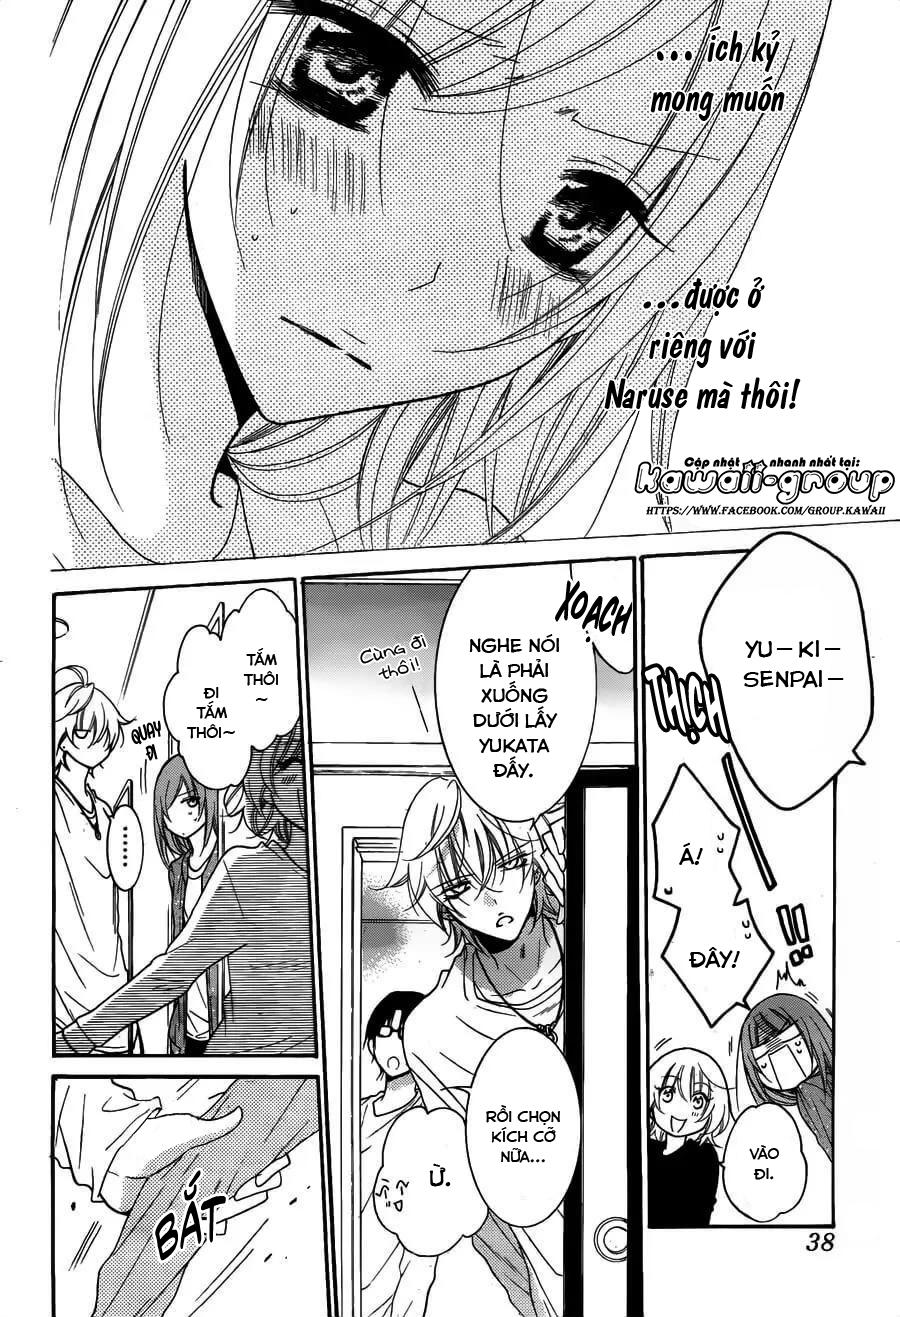 ... ích kỷ
mong muốn
...được ở
riêng với
Naruse mà thôi!
Cập nhật nhanh nhất tại:
kawaii-group
HTTPS://WWW.FACEBOOK.COM/GROUP.KAWAII
YU – KI –
SENPAI –
THỊCH
Á!
ĐÂY!
!!
VÀO
ĐI.
XOẠCH
NGHE NÓI
LÀ PHẢI
XUỐNG
DƯỚI LẤY
YUKATA
ĐẤY.
Cùng đi
thôi!
RỒI CHỌN
KÍCH CỠ
NỮA...
Ừ.
TẮM
THÔI
~
ĐI
TẮM
THÔI~
QUAY
ĐI
......
BẮT
38